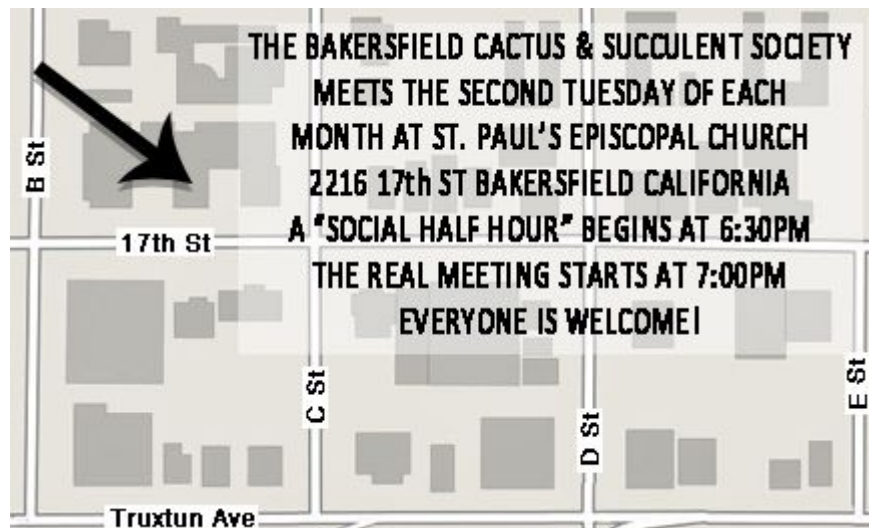 THE BAKERSFIELD CACTUS & SUCCULENT SOCIETY
MEETS THE SECOND TUESDAY OF EACH
MONTH AT ST. PAUL'S EPISCOPAL CHURCH
2216 17th ST BAKERSFIELD CALIFORNIA
A "SOCIAL HALF HOUR" BEGINS AT 6:30PM
THE REAL MEETING STARTS AT 7:00PM
EVERYONE IS WELCOME!
B St
17th St
C St
D St
E St
Truxtun Ave